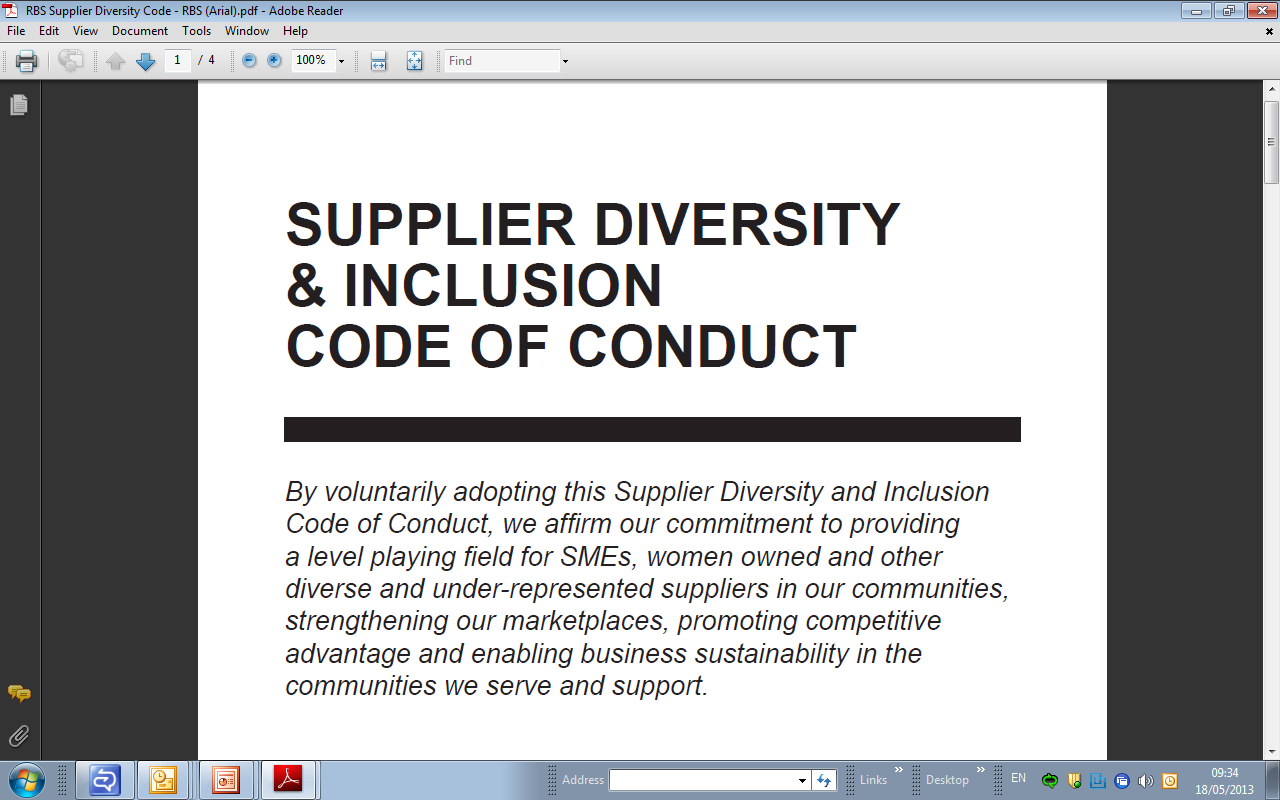 RBS Supplier Diversity Code - RBS (Arial).pdf - Adobe Reader
File Edit View Document Tools Window Help
1 / 4 100% Find
SUPPLIER DIVERSITY
& INCLUSION
CODE OF CONDUCT
By voluntarily adopting this Supplier Diversity and Inclusion
Code of Conduct, we affirm our commitment to providing
a level playing field for SMEs, women owned and other
diverse and under-represented suppliers in our communities,
strengthening our marketplaces, promoting competitive
advantage and enabling business sustainability in the
communities we serve and support.
Address Links Desktop EN 09:34
18/05/2013